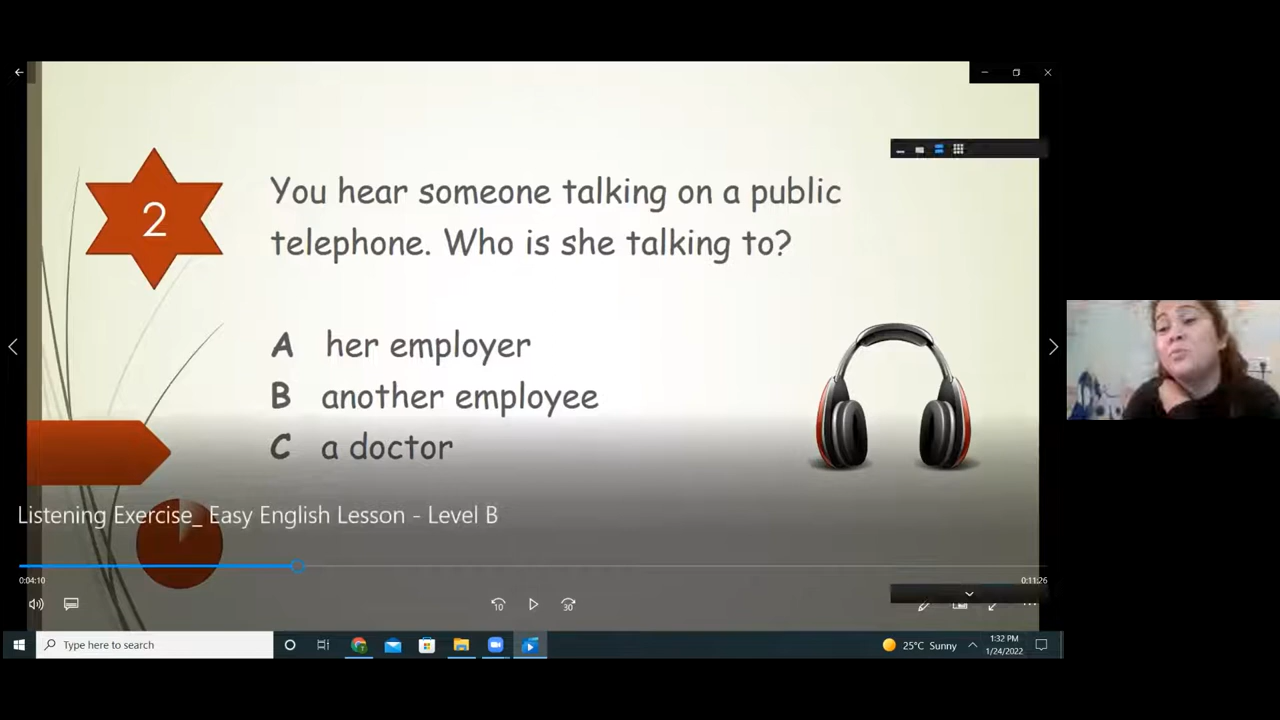 2
You hear someone talking on a public
telephone. Who is she talking to?
A her employer
B another employee
C a doctor
Listening Exercise_ Easy English Lesson - Level B
0:04:10
0:11:26
10
30
Type here to search
25°C Sunny
1:32 PM
1/24/2022